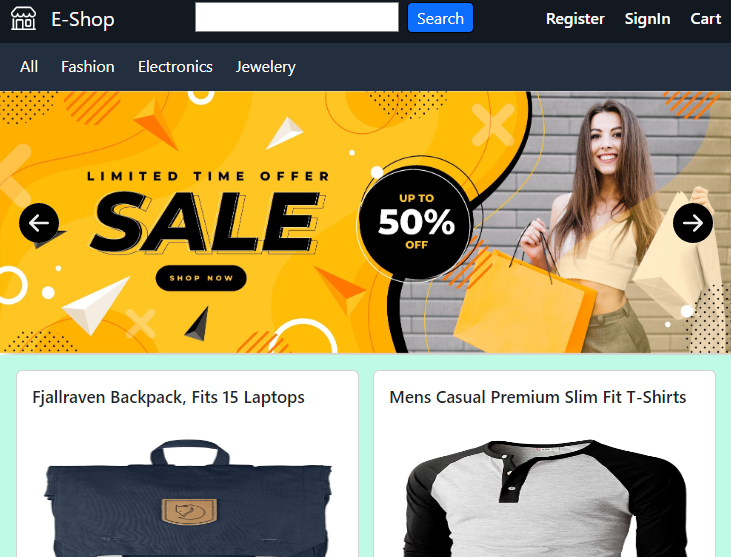 E-Shop
Search
Register SignIn Cart
All Fashion Electronics Jewelery
LIMITED TIME OFFER
SALE
UP TO
50%
OFF
SHOP NOW
Fjallraven Backpack, Fits 15 Laptops
Mens Casual Premium Slim Fit T-Shirts